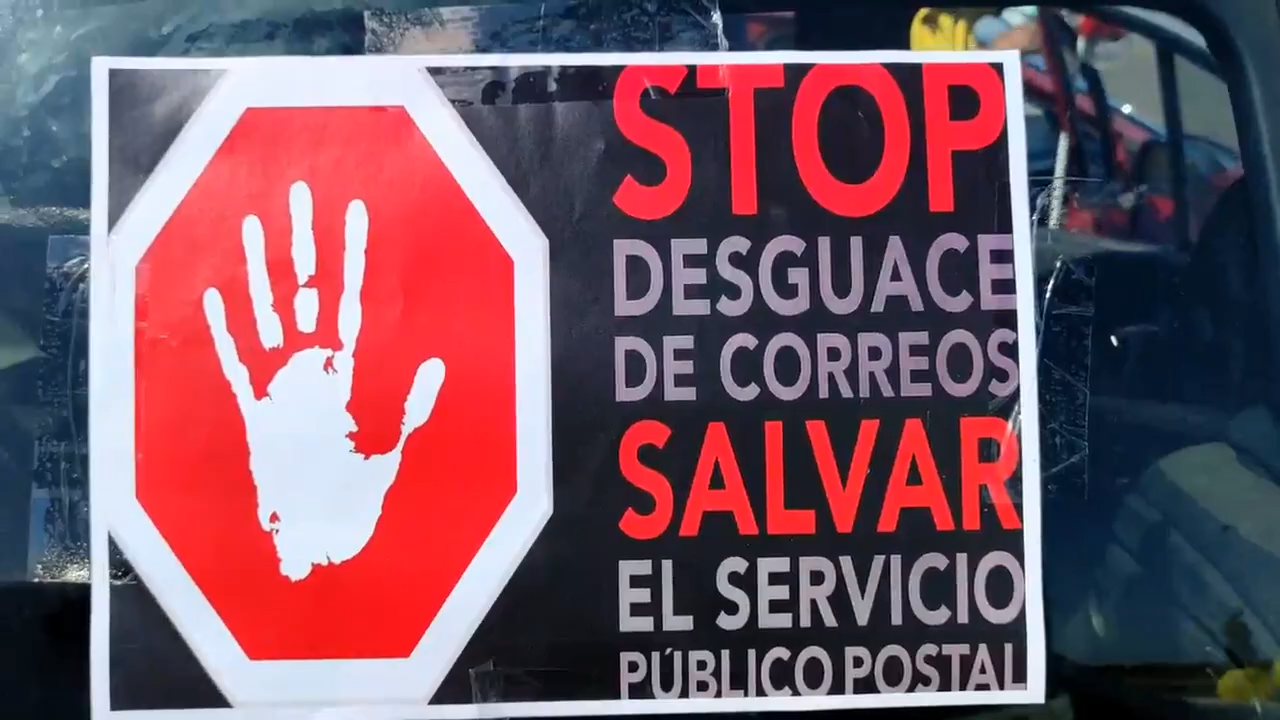 STOP
DESGUACE
DE CORREOS
SALVAR
EL SERVICIO
PÚBLICO POSTAL